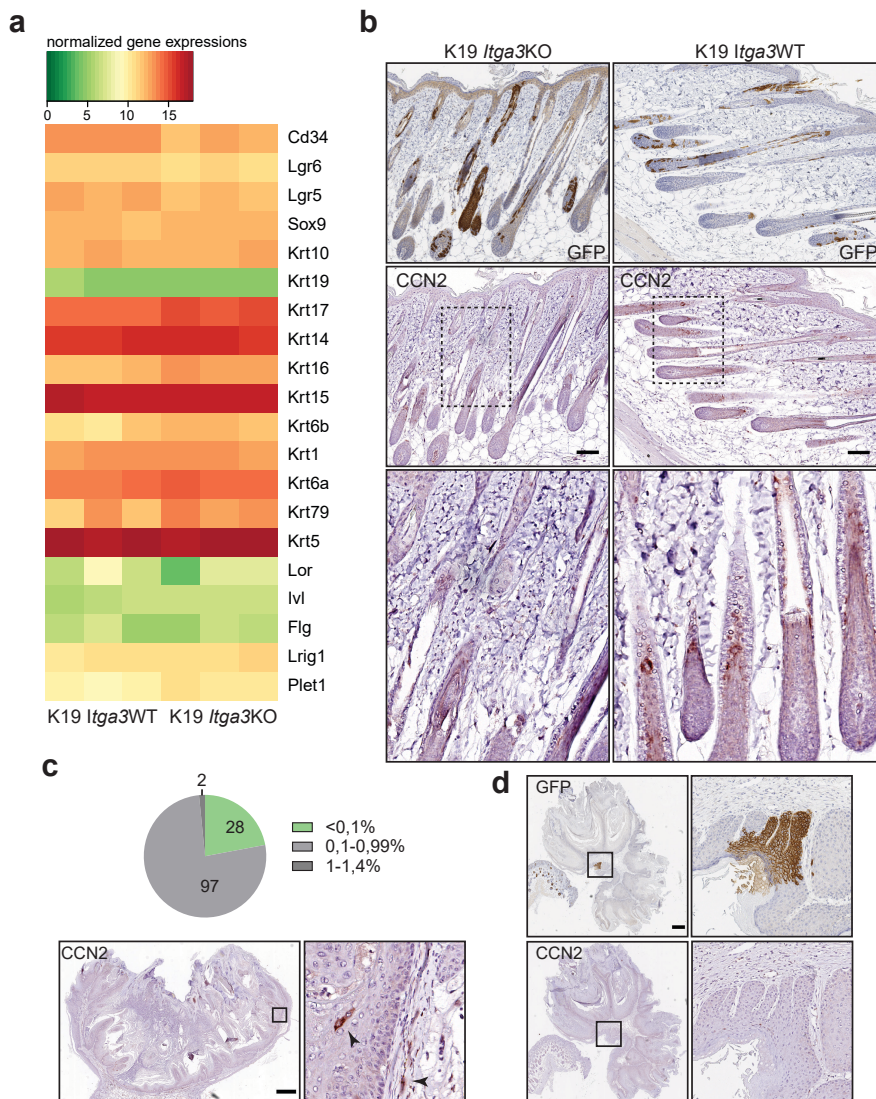 a
normalized gene expressions
0 5 10 15
Cd34
Lgr6
Lgr5
Sox9
Krt10
Krt19
Krt17
Krt14
Krt16
Krt15
Krt6b
Krt1
Krt6a
Krt79
Krt5
Lor
Ivl
Flg
Lrig1
Plet1
K19 Itga3WT K19 Itga3KO
b
K19 Itga3KO K19 Itga3WT
GFP GFP
CCN2
c
2
28
97
<0,1%
0,1-0,99%
1-1,4%
CCN2
d
GFP
CCN2